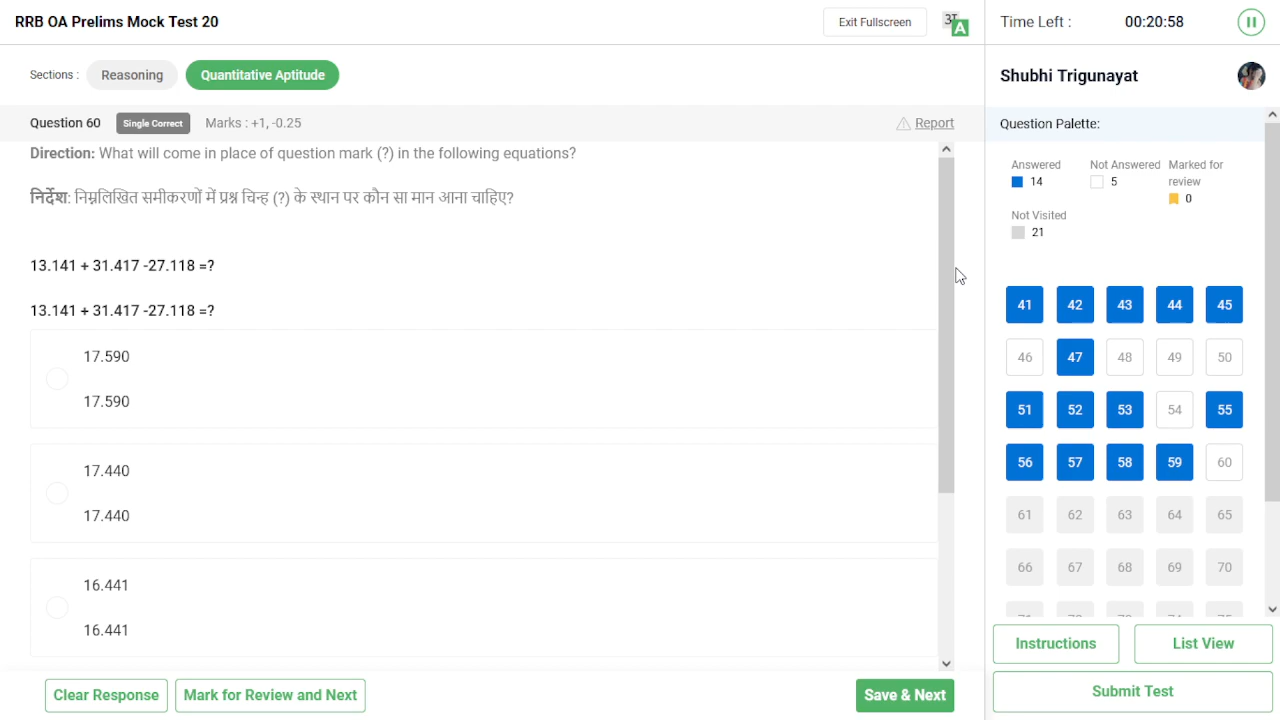 RRB OA Prelims Mock Test 20
Exit Fullscreen
A
Time Left :
00:20:58
Sections :
Reasoning
Quantitative Aptitude
Shubhi Trigunayat
Question 60
Single Correct
Marks : +1, -0.25
Report
Question Palette:
Direction: What will come in place of question mark (?) in the following equations?
निर्देश: निम्नलिखित समीकरणों में प्रश्न चिन्ह (?) के स्थान पर कौन सा मान आना चाहिए?
13.141 + 31.417 -27.118 =?
13.141 + 31.417 -27.118 =?
17.590
17.590
17.440
17.440
16.441
16.441
Answered
14
Not Answered
5
Marked for review
0
Not Visited
21
41 42 43 44 45
46 47 48 49 50
51 52 53 54 55
56 57 58 59 60
61 62 63 64 65
66 67 68 69 70
Instructions
List View
Clear Response
Mark for Review and Next
Save & Next
Submit Test